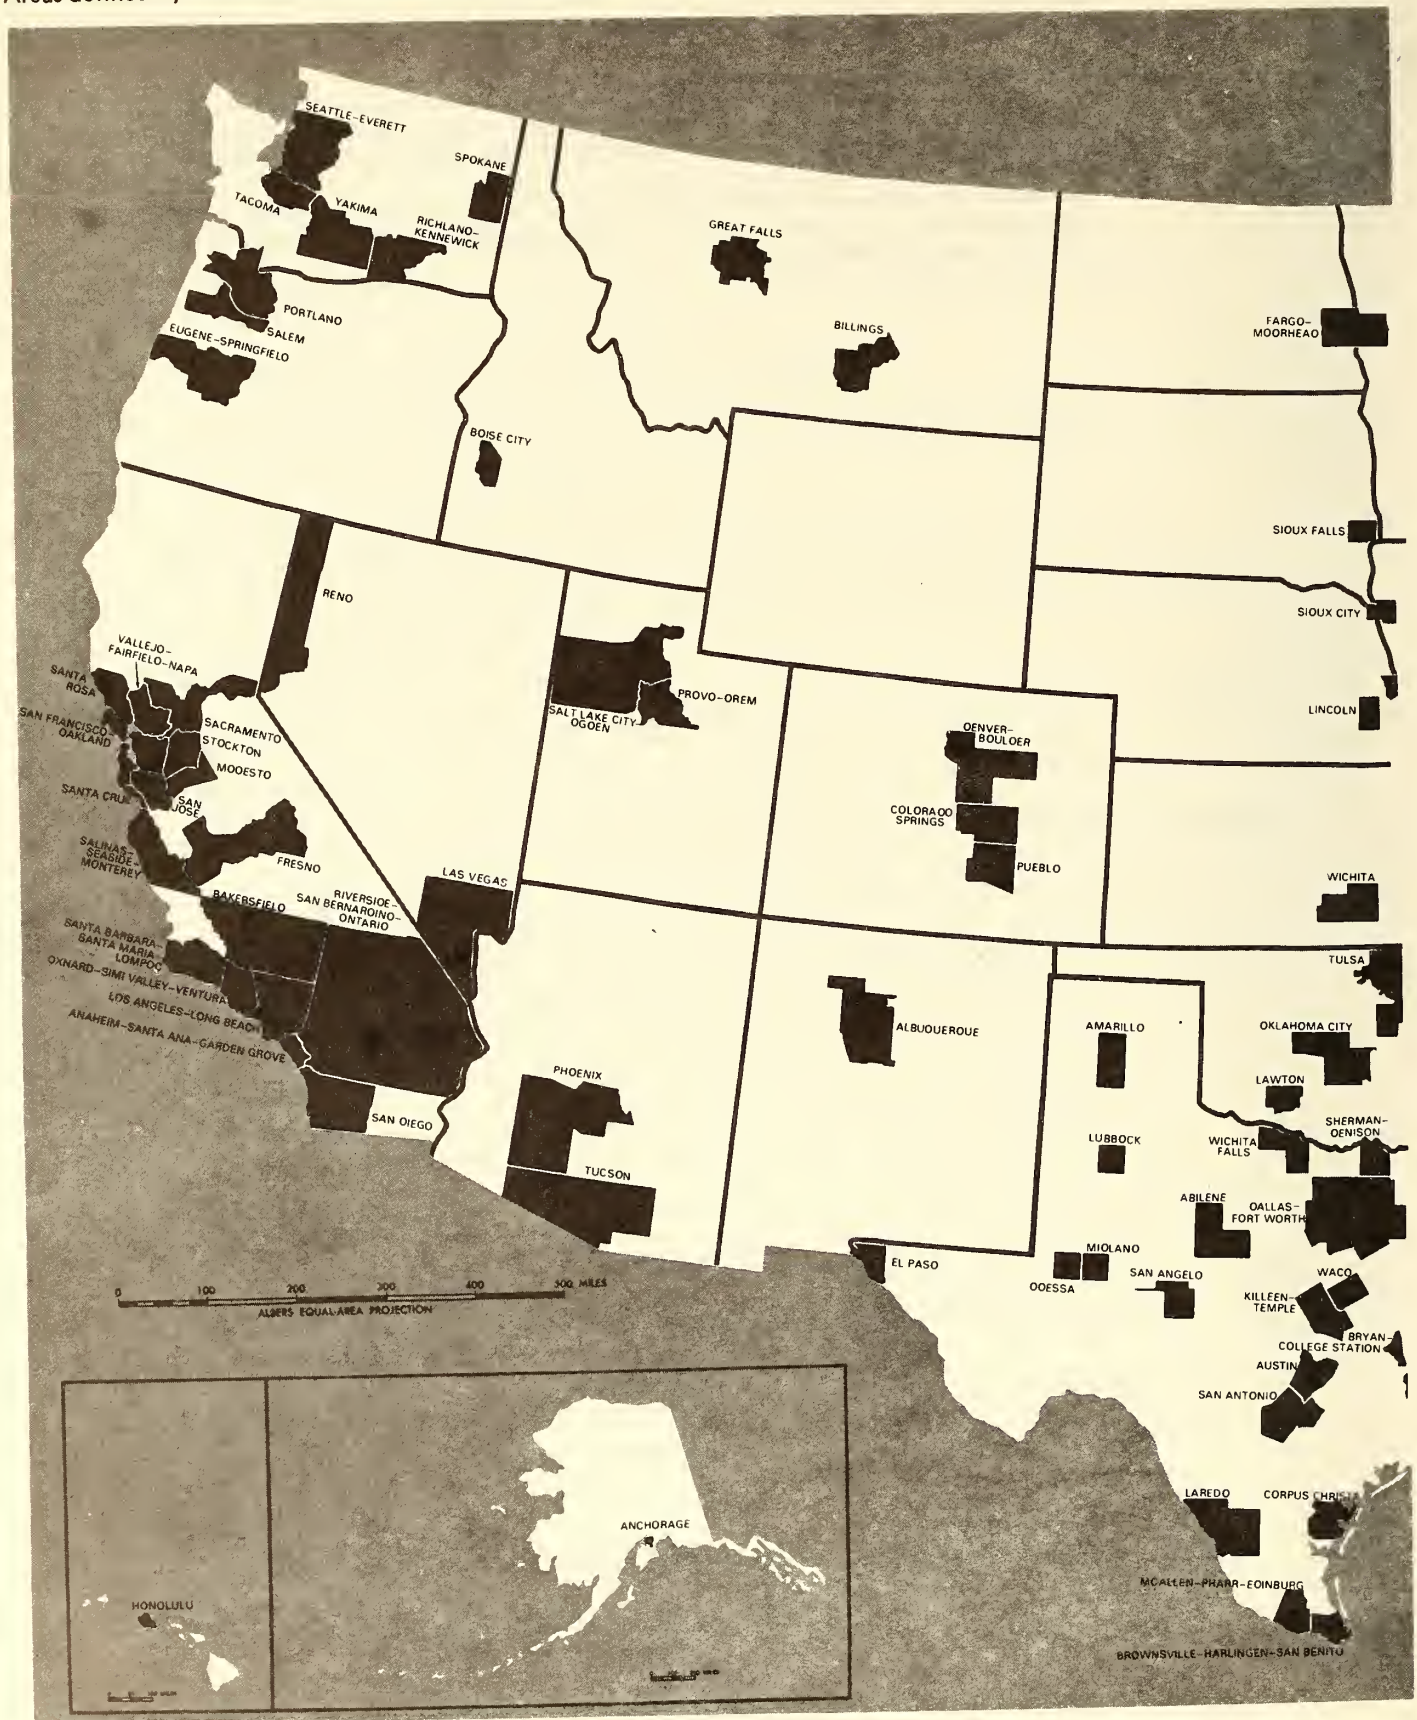 SEATTLE-EVERETT
SPOKANE
TACOMA
YAKIMA
RICHLANO-
KENNEWICK
GREAT FALLS
PORTLANO
SALEM
EUGENE-SPRINGFIELO
BILLINGS
FARGO-
MOORHEAO
BOISE CITY
SIOUX FALLS
RENO
SIOUX CITY
VALLEJO-
FAIRFIELO-NAPA
SANTA
ROSA
PROVO-OREM
SALT LAKE CITY-
OGOEN
LINCOLN
SAN FRANCISCO-
OAKLAND
SACRAMENTO
STOCKTON
MOOESTO
OENVER-
BOULOER
SANTA CRUZ
SAN
JOSE
COLORAOO
SPRINGS
SALINAS-
SEASIDE-
MONTEREY
FRESNO
PUEBLO
LAS VEGAS
WICHITA
BAKERSFIELO
RIVERSIOE-
SAN BERNAROINO-
ONTARIO
SANTA BARBARA-
SANTA MARIA
LOMPOC
OXNARD-SIMI VALLEY-VENTURA
LOS ANGELES-LONG BEACH
ANAHEIM-SANTA ANA-GARDEN GROVE
TULSA
ALBUOUEROUE
AMARILLO
OKLAHOMA CITY
PHOENIX
LAWTON
SAN OIEGO
LUBBOCK
WICHITA
FALLS
SHERMAN-
OENISON
TUCSON
ABILENE
OALLAS-
FORT WORTH
EL PASO
MIOLANO
OOESSA
SAN ANGELO
WACO
KILLEEN-
TEMPLE
BRYAN-
COLLEGE STATION
AUSTIN
SAN ANTONIO
0 100 200 300 400 500 MILES
ALBERS EQUAL-AREA PROJECTION
LAREDO
CORPUS CHRISTI
ANCHORAGE
HONOLULU
MCALLEN-PHARR-EOINBURG
BROWNSVILLE-HARLINGEN-SAN BENITO